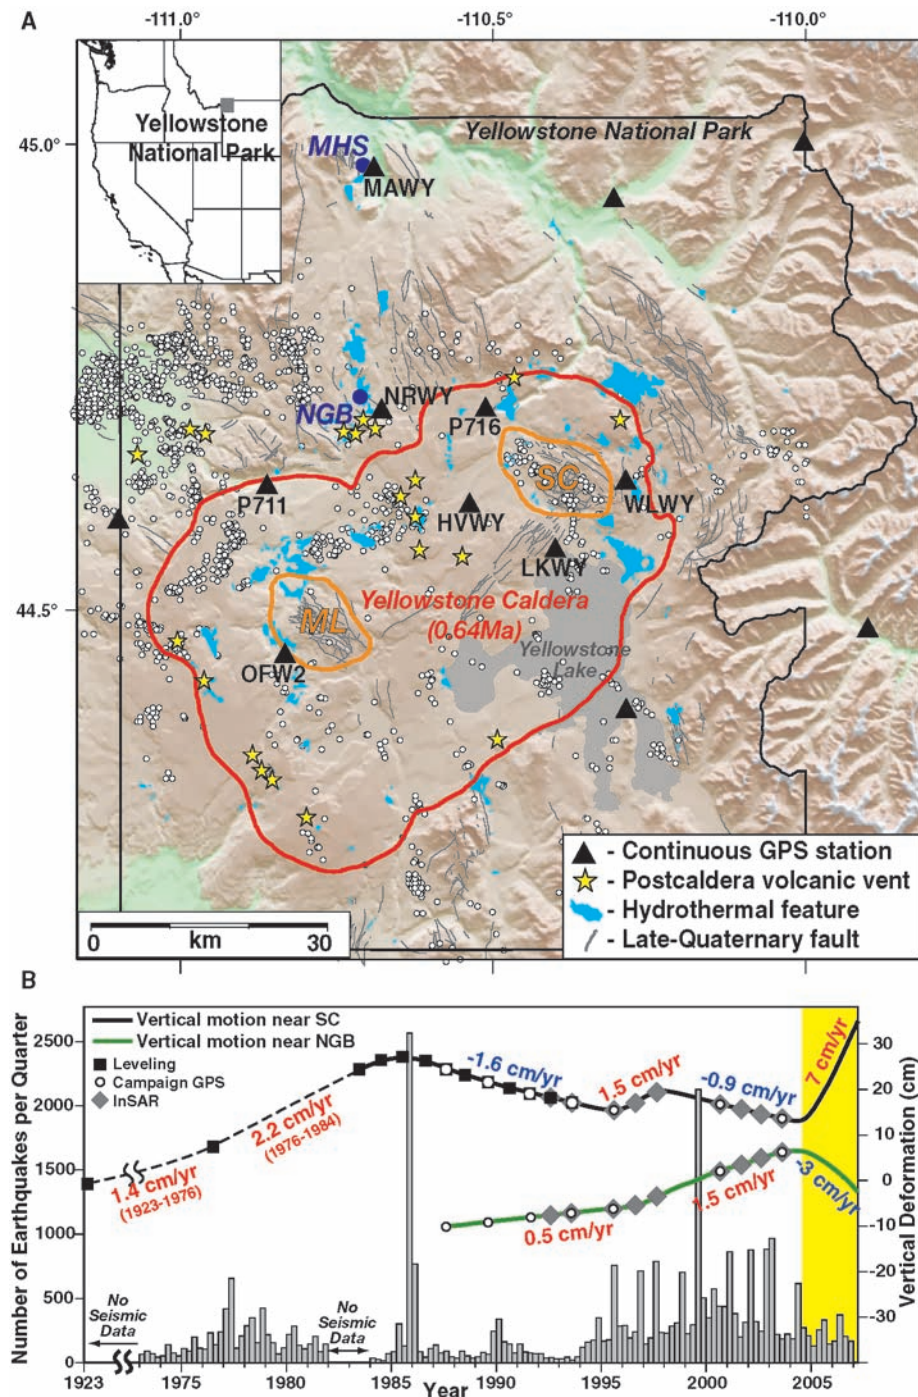 A
-111.0°
-110.5°
-110.0°
45.0°
44.5°
Yellowstone
National Park
Yellowstone National Park
MHS
MAWY
NGB
NRWY
P716
P711
HVWY
SC
WLWY
LKWY
ML
OFW2
Yellowstone Caldera
(0.64Ma)
Yellowstone
Lake
- Continuous GPS station
- Postcaldera volcanic vent
- Hydrothermal feature
- Late-Quaternary fault
0
km
30
B
Vertical motion near SC
Vertical motion near NGB
Leveling
Campaign GPS
InSAR
Number of Earthquakes per Quarter
2500
2000
1500
1000
500
0
1.4 cm/yr
(1923-1976)
2.2 cm/yr
(1976-1984)
-1.6 cm/yr
1.5 cm/yr
-0.9 cm/yr
7 cm/yr
0.5 cm/yr
1.5 cm/yr
-3 cm/yr
No
Seismic
Data
No
Seismic
Data
30
20
10
0
-10
-20
-30
Vertical Deformation (cm)
1923
1975
1980
1985
1990
1995
2000
2005
Year